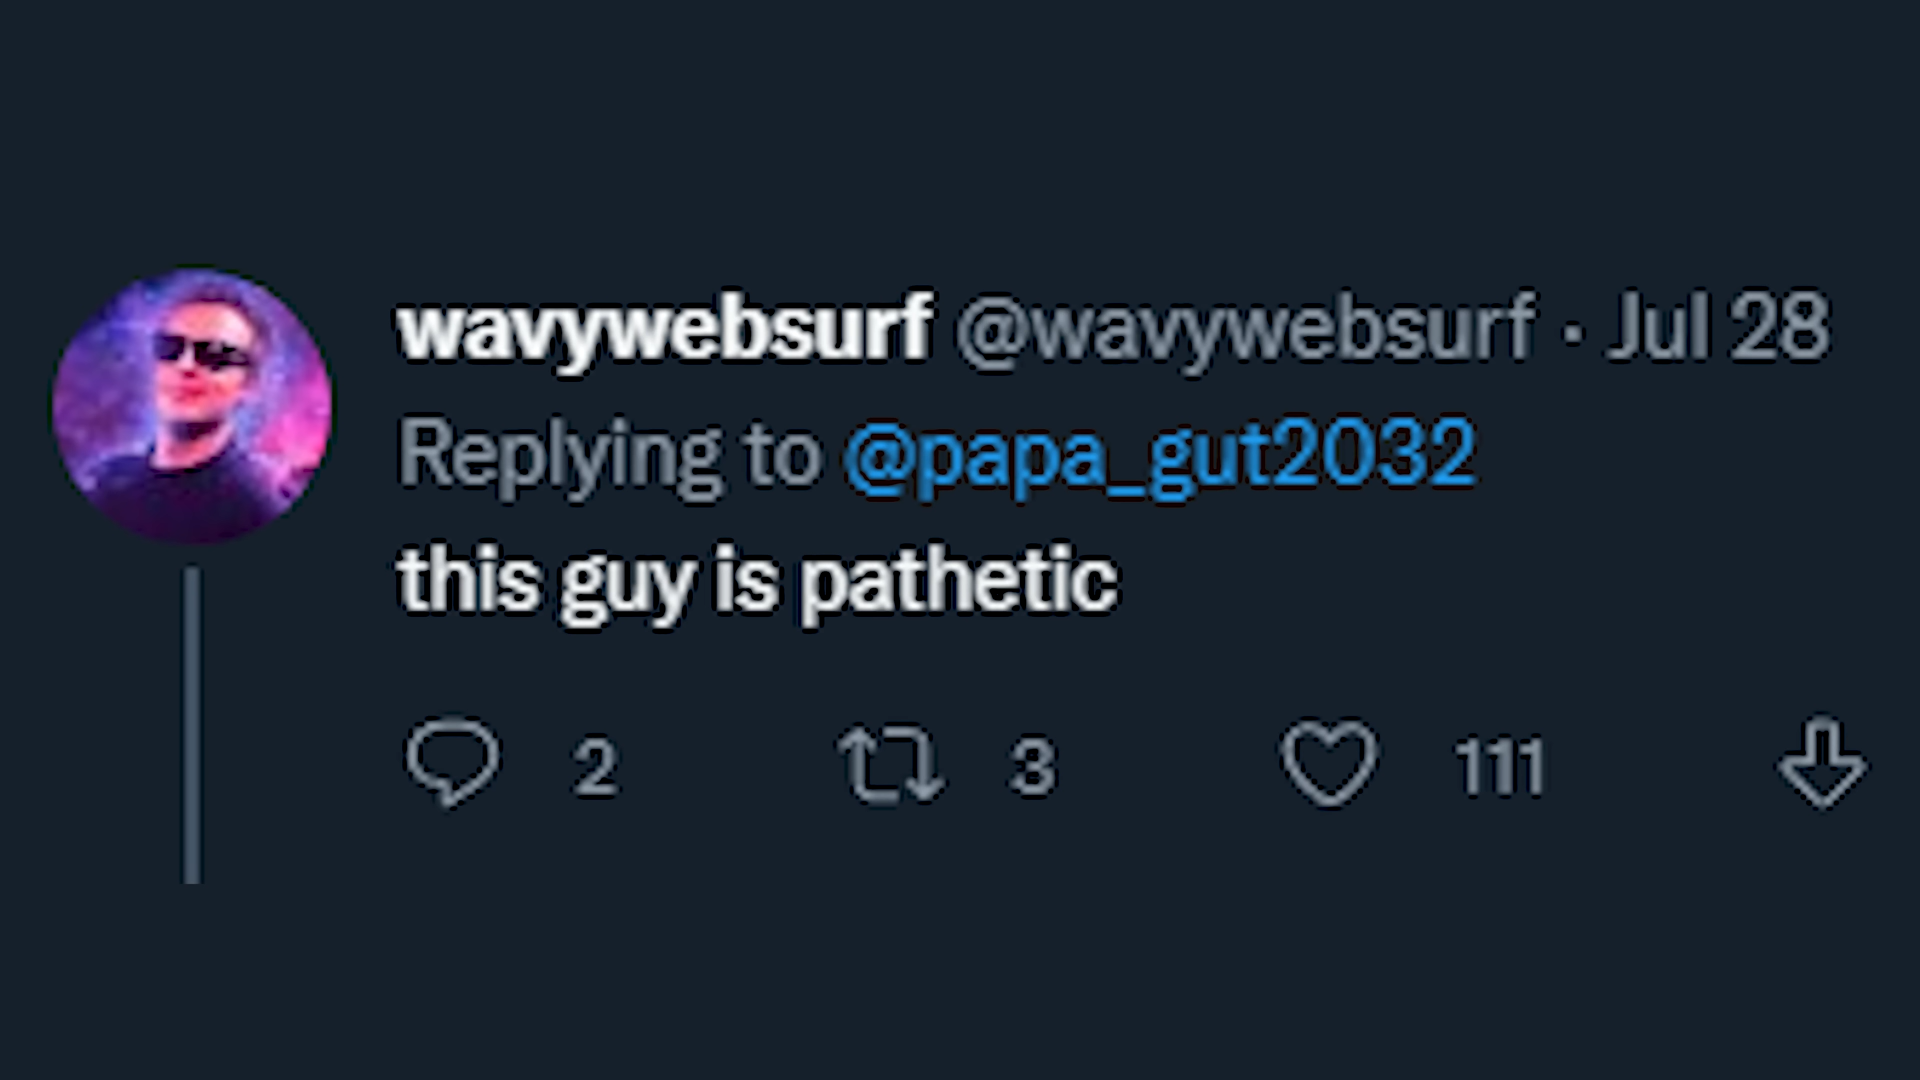 wavywebsurf @wavywebsurf · Jul 28
Replying to @papa_gut2032
this guy is pathetic
2 3 111